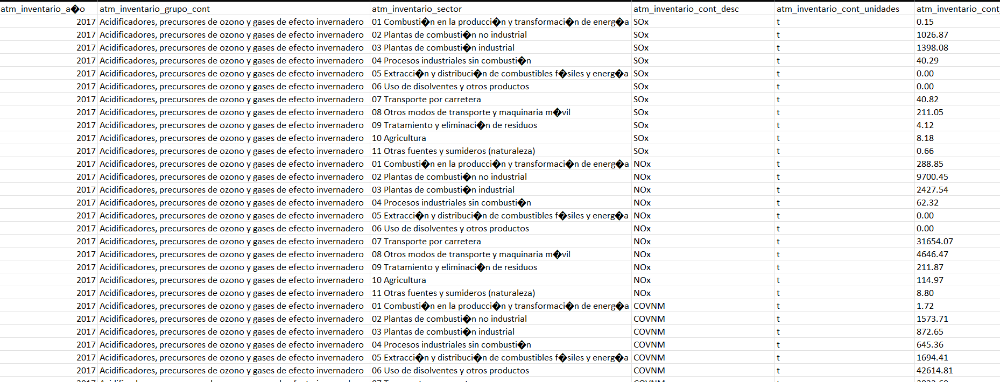 atm_inventario_a�o atm_inventario_grupo_cont atm_inventario_sector atm_inventario_cont_desc atm_inventario_cont_unidades atm_inventario_cont_
2017 Acidificadores, precursores de ozono y gases de efecto invernadero 01 Combusti�n en la producci�n y transformaci�n de energ�a SOx t 0.15
2017 Acidificadores, precursores de ozono y gases de efecto invernadero 02 Plantas de combusti�n no industrial SOx t 1026.87
2017 Acidificadores, precursores de ozono y gases de efecto invernadero 03 Plantas de combusti�n industrial SOx t 1398.08
2017 Acidificadores, precursores de ozono y gases de efecto invernadero 04 Procesos industriales sin combusti�n SOx t 40.29
2017 Acidificadores, precursores de ozono y gases de efecto invernadero 05 Extracci�n y distribuci�n de combustibles f�siles y energ�a SOx t 0.00
2017 Acidificadores, precursores de ozono y gases de efecto invernadero 06 Uso de disolventes y otros productos SOx t 0.00
2017 Acidificadores, precursores de ozono y gases de efecto invernadero 07 Transporte por carretera SOx t 40.82
2017 Acidificadores, precursores de ozono y gases de efecto invernadero 08 Otros modos de transporte y maquinaria m�vil SOx t 211.05
2017 Acidificadores, precursores de ozono y gases de efecto invernadero 09 Tratamiento y eliminaci�n de residuos SOx t 4.12
2017 Acidificadores, precursores de ozono y gases de efecto invernadero 10 Agricultura SOx t 8.18
2017 Acidificadores, precursores de ozono y gases de efecto invernadero 11 Otras fuentes y sumideros (naturaleza) SOx t 0.66
2017 Acidificadores, precursores de ozono y gases de efecto invernadero 01 Combusti�n en la producci�n y transformaci�n de energ�a NOx t 288.85
2017 Acidificadores, precursores de ozono y gases de efecto invernadero 02 Plantas de combusti�n no industrial NOx t 9700.45
2017 Acidificadores, precursores de ozono y gases de efecto invernadero 03 Plantas de combusti�n industrial NOx t 2427.54
2017 Acidificadores, precursores de ozono y gases de efecto invernadero 04 Procesos industriales sin combusti�n NOx t 62.32
2017 Acidificadores, precursores de ozono y gases de efecto invernadero 05 Extracci�n y distribuci�n de combustibles f�siles y energ�a NOx t 0.00
2017 Acidificadores, precursores de ozono y gases de efecto invernadero 06 Uso de disolventes y otros productos NOx t 0.00
2017 Acidificadores, precursores de ozono y gases de efecto invernadero 07 Transporte por carretera NOx t 31654.07
2017 Acidificadores, precursores de ozono y gases de efecto invernadero 08 Otros modos de transporte y maquinaria m�vil NOx t 4646.47
2017 Acidificadores, precursores de ozono y gases de efecto invernadero 09 Tratamiento y eliminaci�n de residuos NOx t 211.87
2017 Acidificadores, precursores de ozono y gases de efecto invernadero 10 Agricultura NOx t 114.97
2017 Acidificadores, precursores de ozono y gases de efecto invernadero 11 Otras fuentes y sumideros (naturaleza) NOx t 8.80
2017 Acidificadores, precursores de ozono y gases de efecto invernadero 01 Combusti�n en la producci�n y transformaci�n de energ�a COVNM t 1.72
2017 Acidificadores, precursores de ozono y gases de efecto invernadero 02 Plantas de combusti�n no industrial COVNM t 1573.71
2017 Acidificadores, precursores de ozono y gases de efecto invernadero 03 Plantas de combusti�n industrial COVNM t 872.65
2017 Acidificadores, precursores de ozono y gases de efecto invernadero 04 Procesos industriales sin combusti�n COVNM t 645.36
2017 Acidificadores, precursores de ozono y gases de efecto invernadero 05 Extracci�n y distribuci�n de combustibles f�siles y energ�a COVNM t 1694.41
2017 Acidificadores, precursores de ozono y gases de efecto invernadero 06 Uso de disolventes y otros productos COVNM t 42614.81